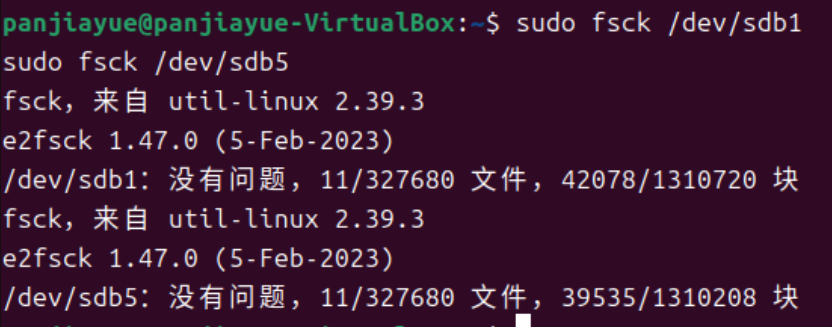 panjiayue@panjiayue-VirtualBox:~$ sudo fsck /dev/sdb1
sudo fsck /dev/sdb5
fsck，来自 util-linux 2.39.3
e2fsck 1.47.0 (5-Feb-2023)
/dev/sdb1：没有问题，11/327680 文件，42078/1310720 块
fsck，来自 util-linux 2.39.3
e2fsck 1.47.0 (5-Feb-2023)
/dev/sdb5：没有问题，11/327680 文件，39535/1310208 块